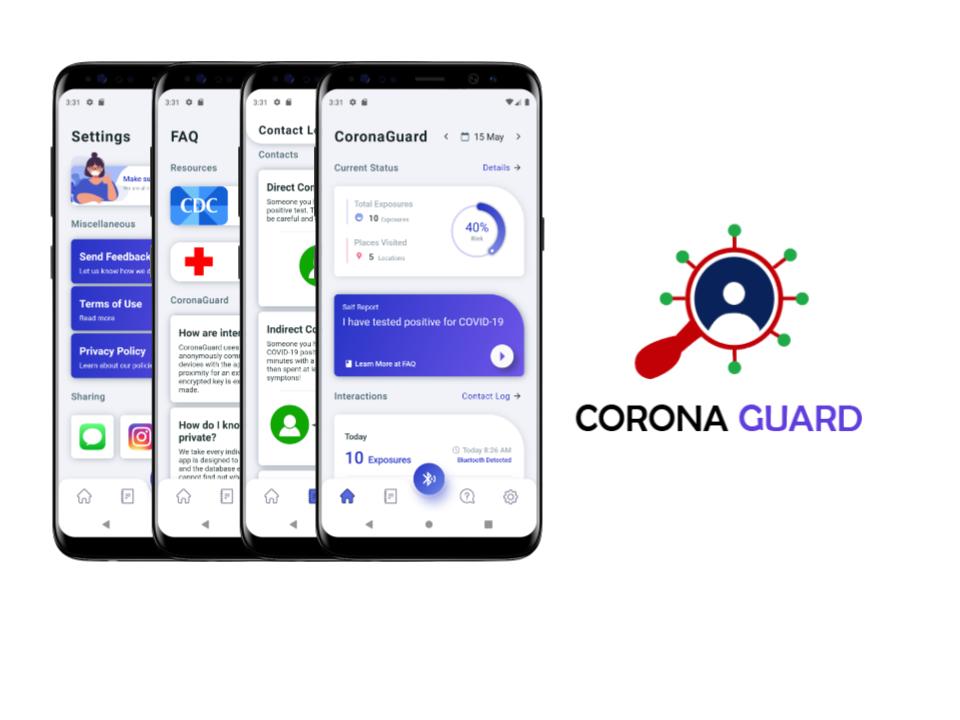 3:31
Settings
Make su
Miscellaneous
Send Feedback
Let us know how we d
Terms of Use
Read more
Privacy Policy
Learn about our polici
Sharing
3:31
FAQ
Resources
CDC
CoronaGuard
How are inter
CoronaGuard uses
anonymously com
devices with the ap
proximity for an ex
encrypted key is ex
made.
How do I kno
private?
We take every indiv
app is designed to
and the database e
cannot find out wh
3:31
Contact Lo
Contacts
Direct Con
Someone you
positive test. T
be careful and
Indirect Co
Someone you h
COVID-19 posit
minutes with a
then spent at le
symptons!
3:31
CoronaGuard
15 May
Current Status
Details
Total Exposures
10 Exposures
Places Visited
5 Locations
40%
Risk
Self Report
I have tested positive for COVID-19
Learn More at FAQ
Interactions
Contact Log
Today
10 Exposures
Today 8:26 AM
Bluetooth Detected
CORONA GUARD